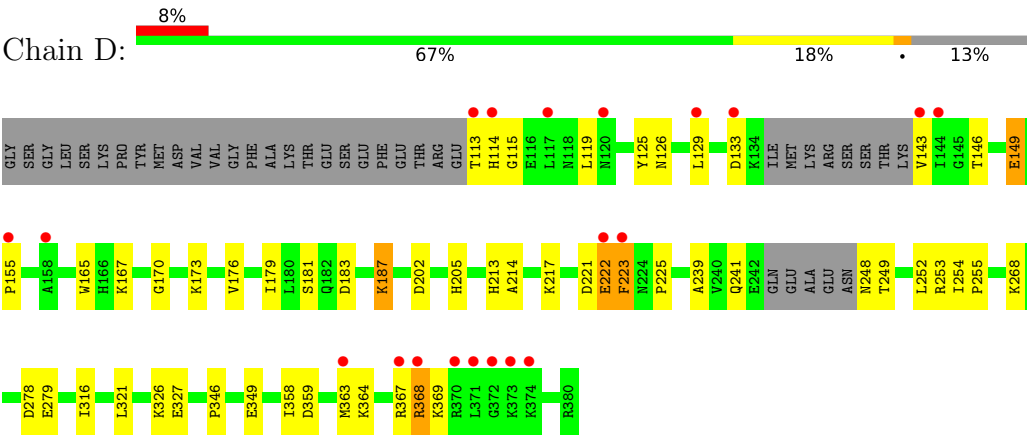 8%
Chain D:
67% 18% • 13%
GLY SER GLY LEU SER LYS PRO TYR MET ASP VAL VAL GLY PHE ALA LYS THR GLU SER GLU PHE GLU THR ARG GLU T113 H114 G115 E116 L117 N118 L119 N120 Y125 N126 L129 D133 K134 ILE MET LYS ARG SER SER THR LYS V143 I144 G145 T146 E149
P155 A158 W165 H166 K167 G170 K173 V176 I179 L180 S181 Q182 D183 K187 D202 H205 H213 A214 K217 D221 E222 F223 N224 P225 A239 V240 Q241 E242 GLN GLU ALA GLU ASN N248 T249 L252 R253 I254 P255 K268
D278 E279 I316 L321 K326 E327 P346 E349 I358 D359 M363 K364 R367 R368 K369 R370 L371 G372 K373 K374 R380